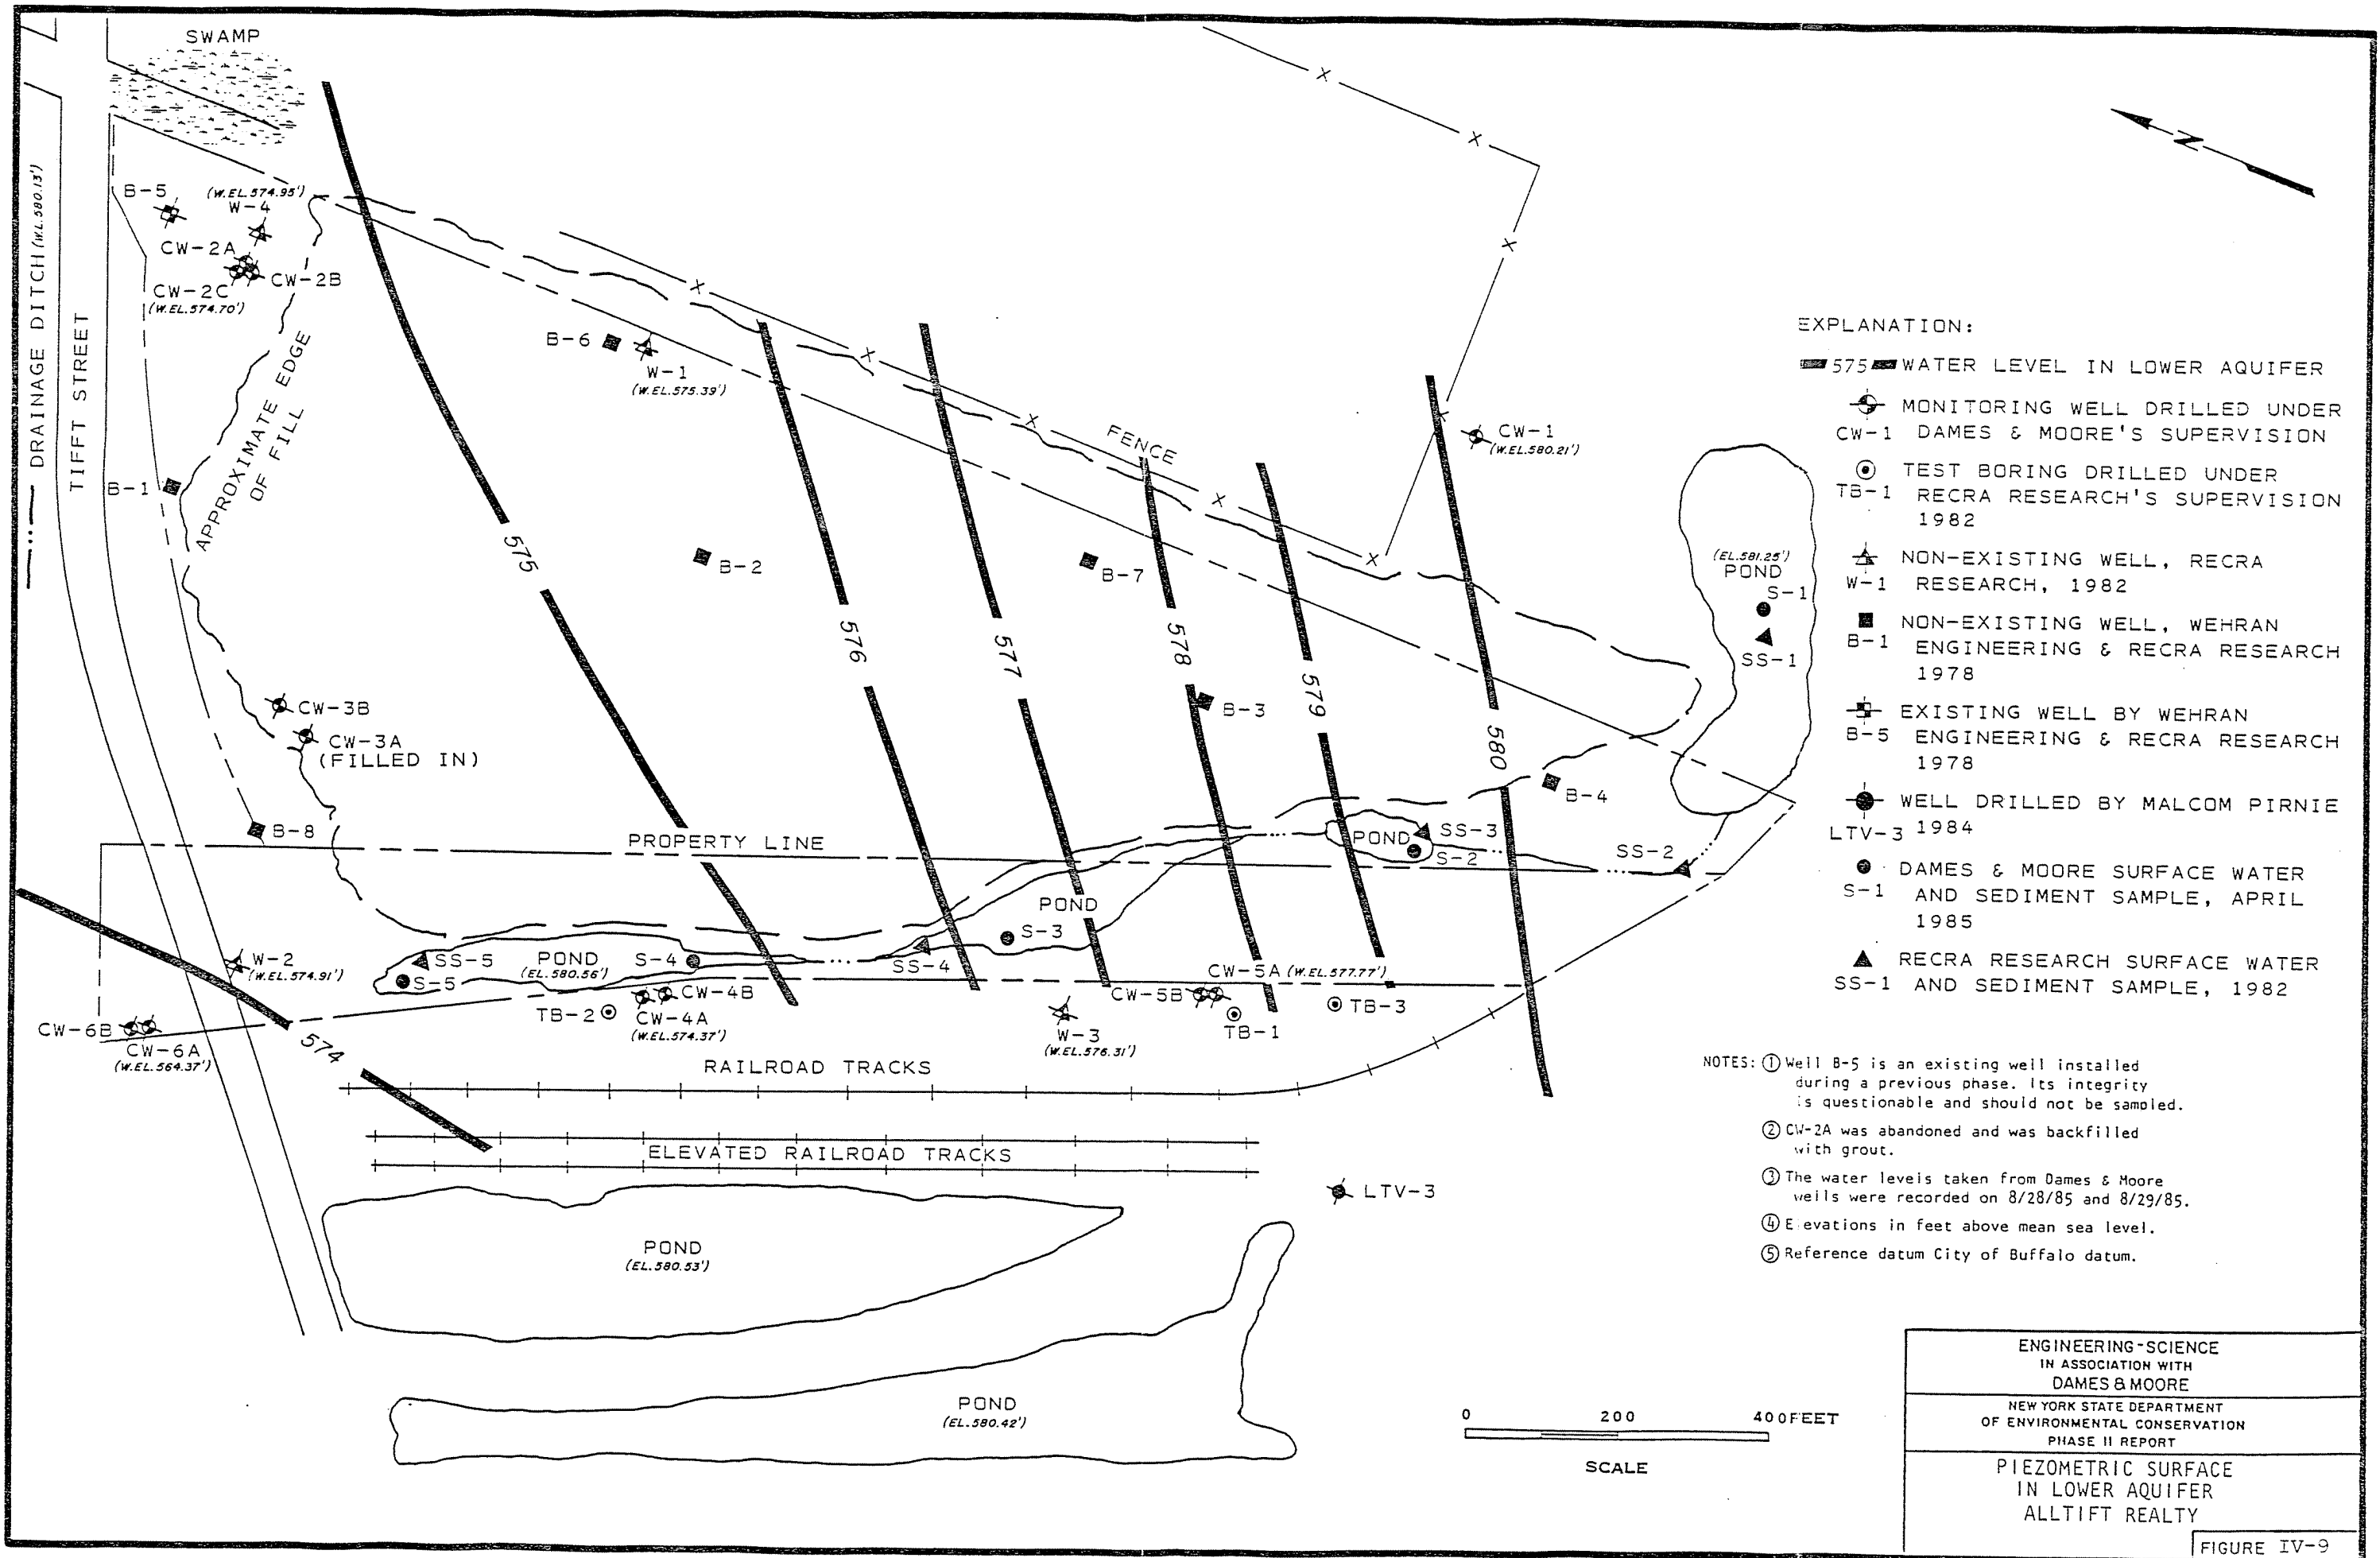 SWAMP
DRAINAGE DITCH (W.L.580.13')
TIFFT STREET
B-5
(W.EL.574.95')
W-4
CW-2A
CW-2B
CW-2C
(W.EL.574.70')
APPROXIMATE EDGE
OF FILL
B-1
B-6
W-1
(W.EL.575.39')
FENCE
CW-1
(W.EL.580.21')
N
575
576
577
578
579
580
574
B-2
B-7
B-3
B-4
CW-3B
CW-3A
(FILLED IN)
B-8
PROPERTY LINE
(EL.581.25')
POND
S-1
SS-1
POND
SS-3
S-2
SS-2
POND
S-3
SS-4
W-2
(W.EL.574.91')
SS-5
S-5
POND
(EL.580.56')
S-4
CW-4B
TB-2
CW-4A
(W.EL.574.37')
CW-5A (W.EL.577.77')
CW-5B
TB-1
TB-3
W-3
(W.EL.576.31')
CW-6B
CW-6A
(W.EL.564.37')
RAILROAD TRACKS
ELEVATED RAILROAD TRACKS
LTV-3
POND
(EL.580.53')
POND
(EL.580.42')
EXPLANATION:
575 WATER LEVEL IN LOWER AQUIFER
MONITORING WELL DRILLED UNDER
CW-1 DAMES & MOORE'S SUPERVISION
TEST BORING DRILLED UNDER
TB-1 RECRA RESEARCH'S SUPERVISION
1982
NON-EXISTING WELL, RECRA
W-1 RESEARCH, 1982
NON-EXISTING WELL, WEHRAN
B-1 ENGINEERING & RECRA RESEARCH
1978
EXISTING WELL BY WEHRAN
B-5 ENGINEERING & RECRA RESEARCH
1978
WELL DRILLED BY MALCOM PIRNIE
LTV-3 1984
DAMES & MOORE SURFACE WATER
S-1 AND SEDIMENT SAMPLE, APRIL
1985
RECRA RESEARCH SURFACE WATER
SS-1 AND SEDIMENT SAMPLE, 1982
NOTES: ① Well B-5 is an existing well installed
during a previous phase. Its integrity
is questionable and should not be sampled.
② CW-2A was abandoned and was backfilled
with grout.
③ The water levels taken from Dames & Moore
wells were recorded on 8/28/85 and 8/29/85.
④ Elevations in feet above mean sea level.
⑤ Reference datum City of Buffalo datum.
0 200 400 FEET
SCALE
ENGINEERING-SCIENCE
IN ASSOCIATION WITH
DAMES & MOORE
NEW YORK STATE DEPARTMENT
OF ENVIRONMENTAL CONSERVATION
PHASE II REPORT
PIEZOMETRIC SURFACE
IN LOWER AQUIFER
ALLTIFT REALTY
FIGURE IV-9